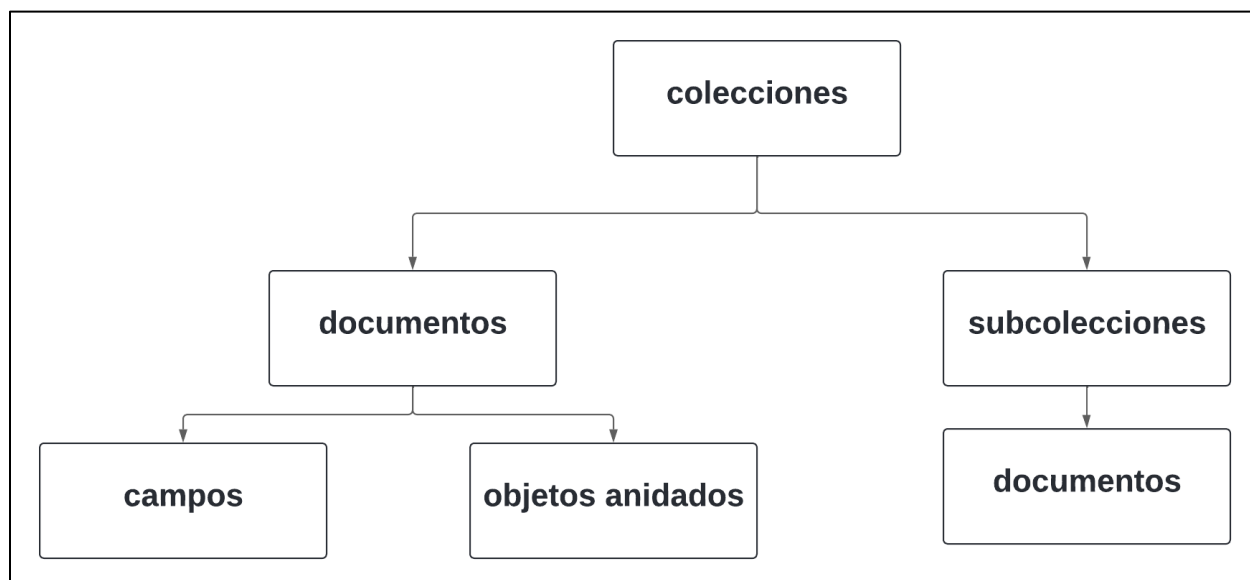 colecciones
documentos
subcolecciones
campos
objetos anidados
documentos